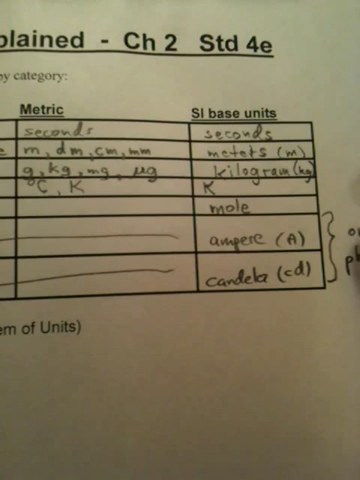 plained - Ch 2 Std 4e
by category:
Metric SI base units
seconds seconds
m, dm, cm, mm meters (m)
g, kg, mg, µg kilogram (kg)
°C, K K
mole
ampere (A)
candela (cd)
em of Units)